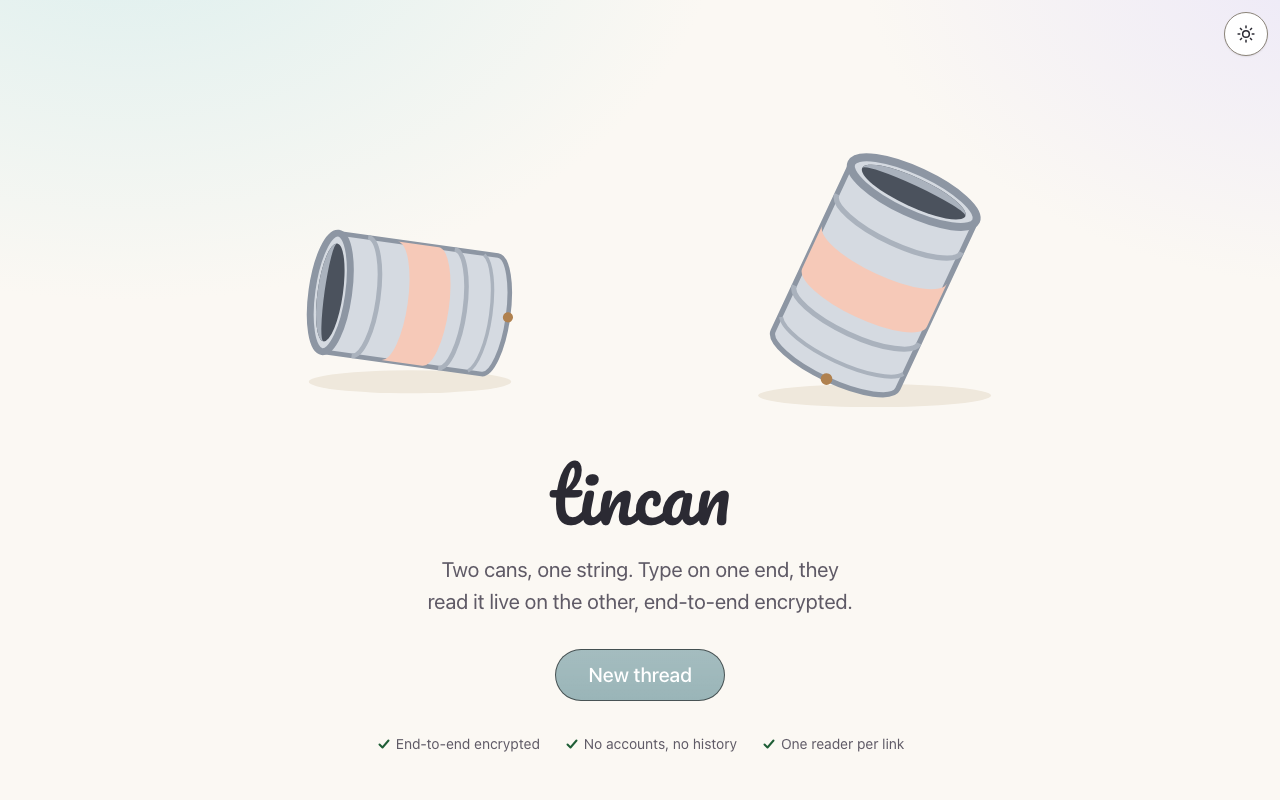 tincan
Two cans, one string. Type on one end, they
read it live on the other, end-to-end encrypted.
New thread
End-to-end encrypted
No accounts, no history
One reader per link